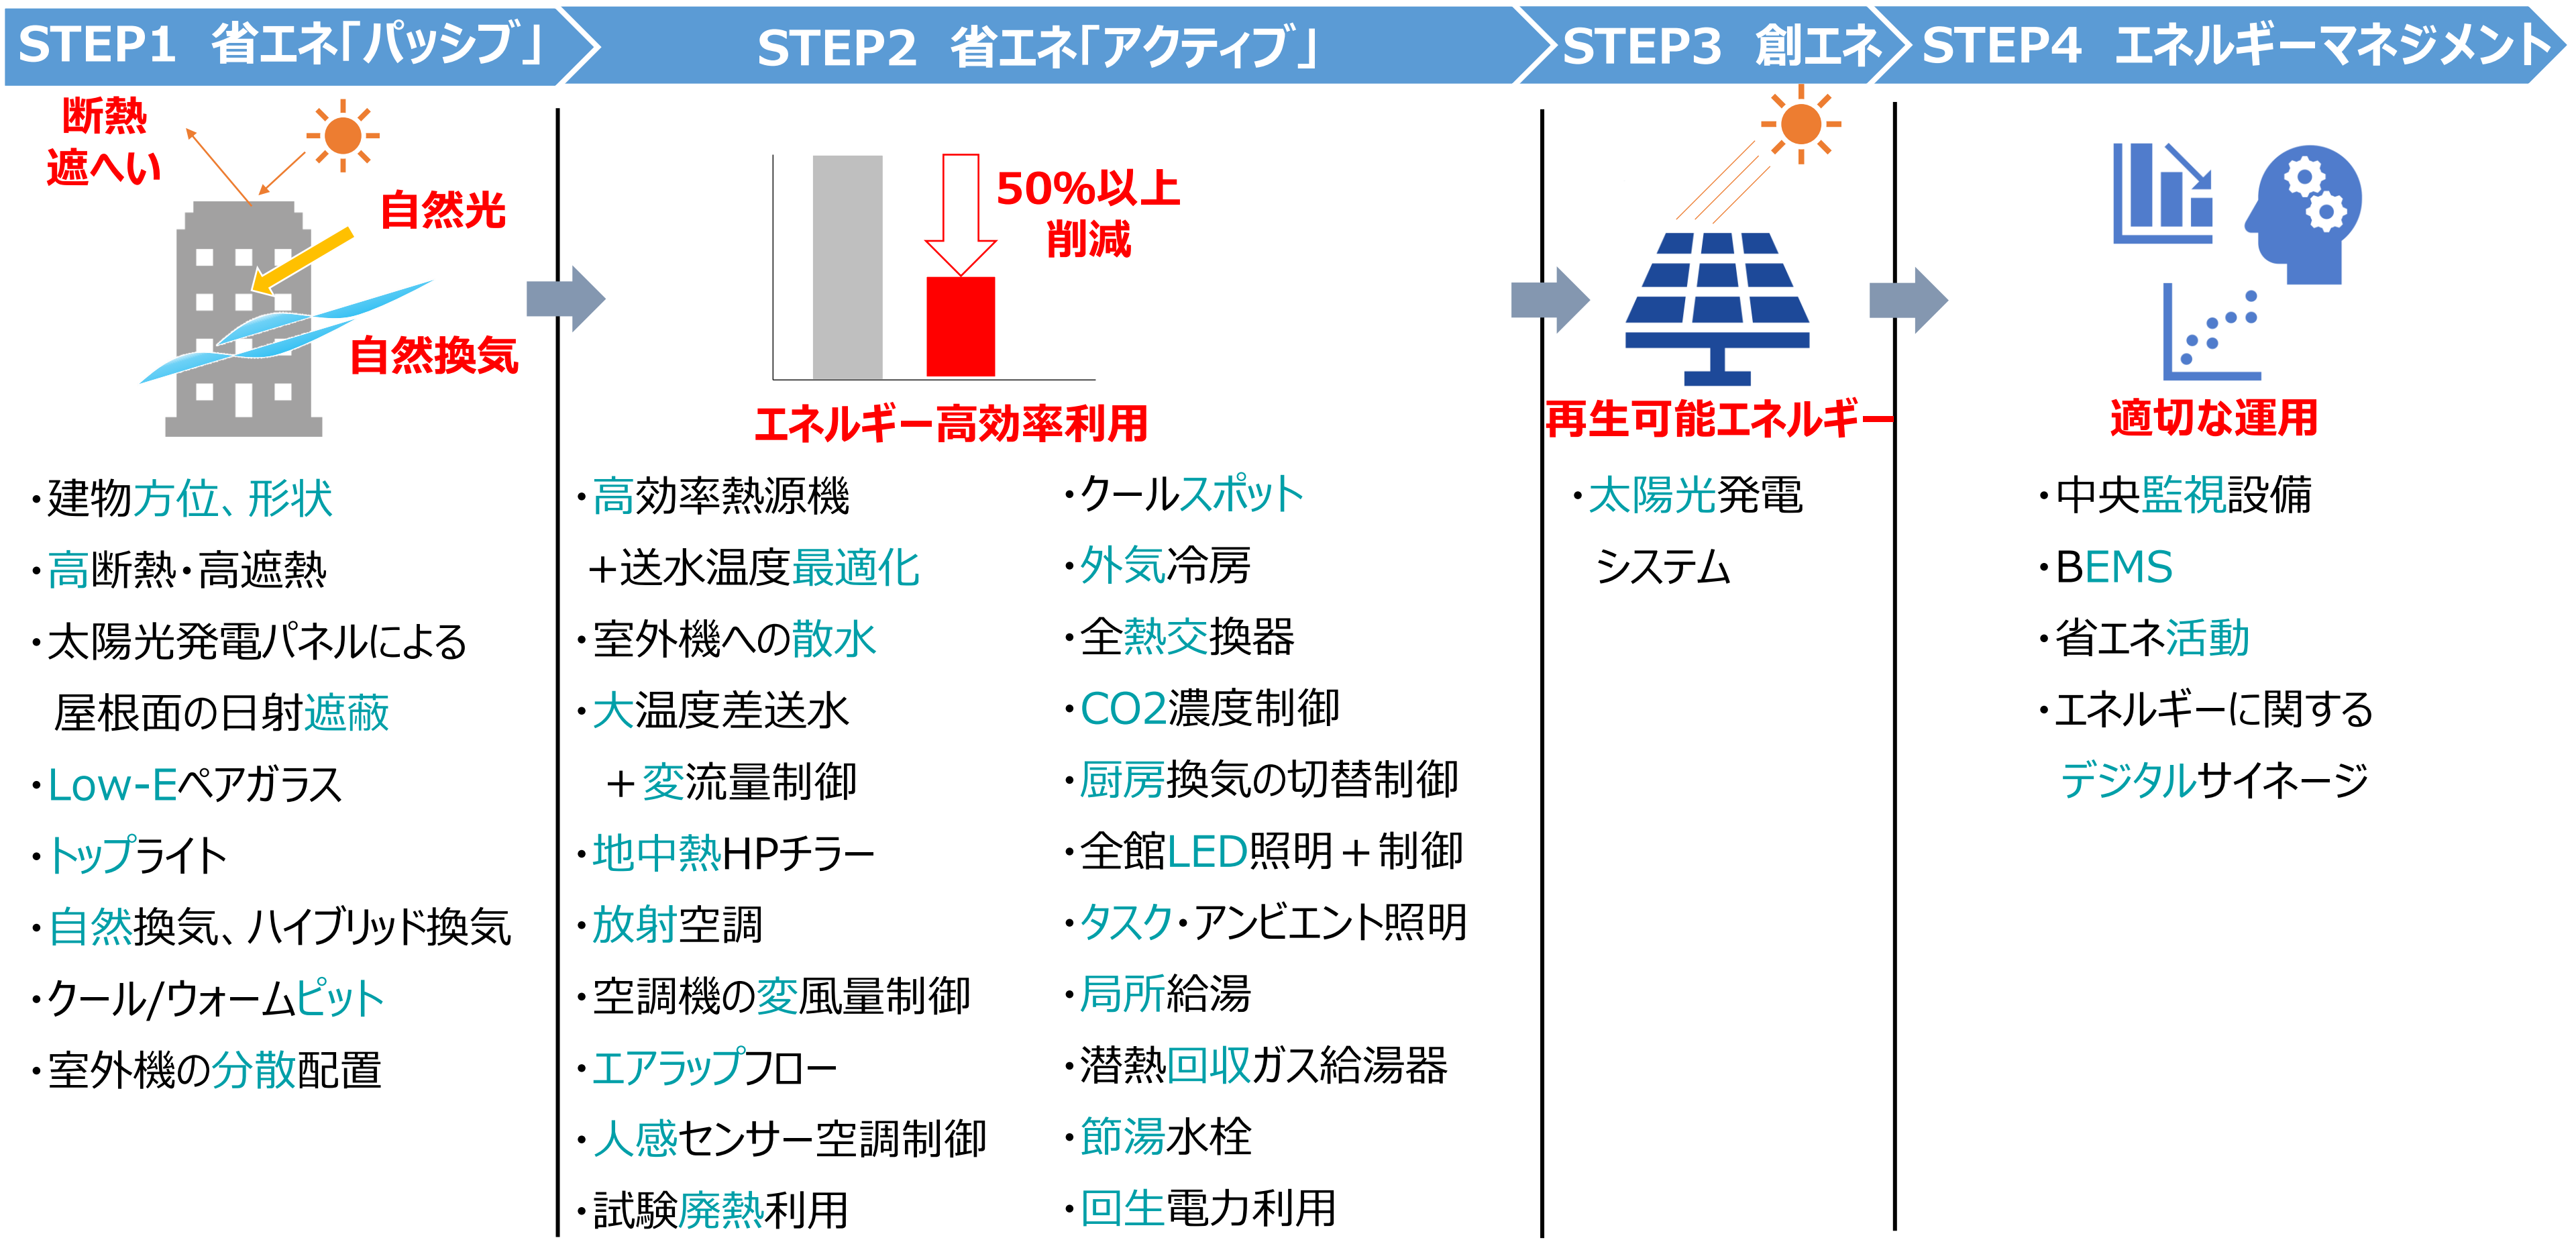 STEP1　省エネ「パッシブ」
STEP2　省エネ「アクティブ」
STEP3　創エネ
STEP4　エネルギーマネジメント
断熱
遮へい
自然光
自然換気
・建物方位、形状
・高断熱・高遮熱
・太陽光発電パネルによる
屋根面の日射遮蔽
・Low-Eペアガラス
・トップライト
・自然換気、ハイブリッド換気
・クール/ウォームピット
・室外機の分散配置
50%以上
削減
エネルギー高効率利用
・高効率熱源機
+送水温度最適化
・室外機への散水
・大温度差送水
＋変流量制御
・地中熱HPチラー
・放射空調
・空調機の変風量制御
・エアラップフロー
・人感センサー空調制御
・試験廃熱利用
・クールスポット
・外気冷房
・全熱交換器
・CO2濃度制御
・厨房換気の切替制御
・全館LED照明＋制御
・タスク・アンビエント照明
・局所給湯
・潜熱回収ガス給湯器
・節湯水栓
・回生電力利用
再生可能エネルギー
・太陽光発電
システム
適切な運用
・中央監視設備
・BEMS
・省エネ活動
・エネルギーに関する
デジタルサイネージ